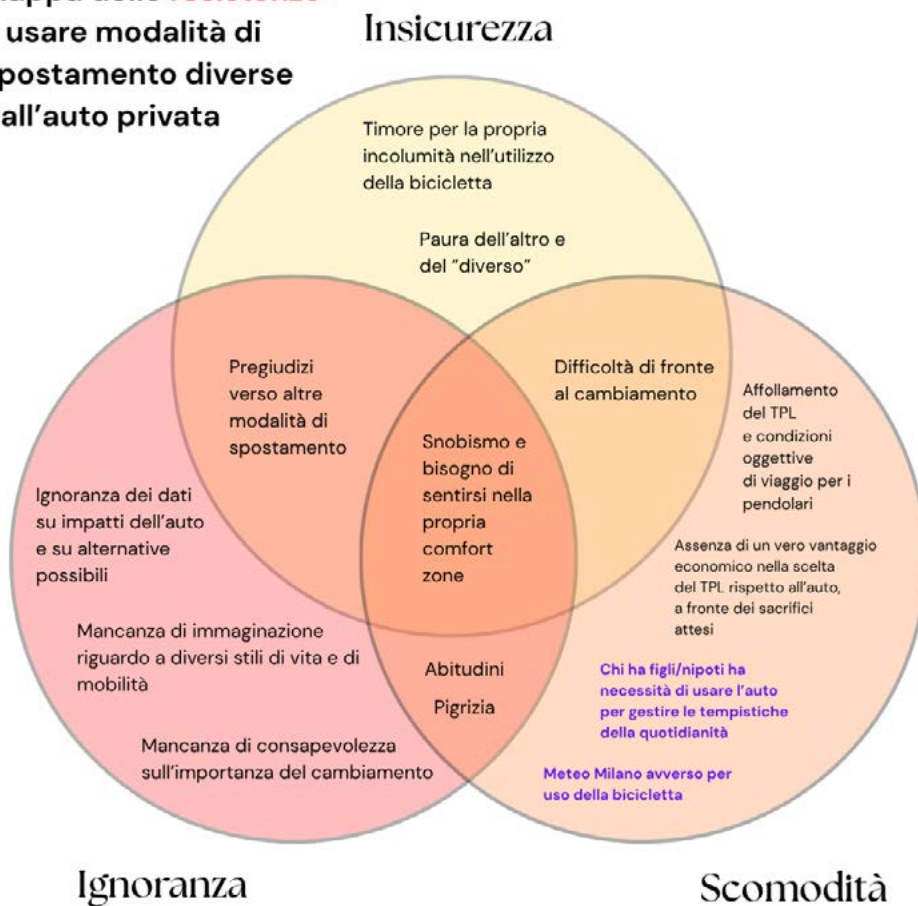 usare modalità di
all'auto privata
Insicurezza
Timore per la propria
incolumità nell'utilizzo
della bicicletta
Paura dell'altro e
del "diverso"
Pregiudizi
verso altre
modalità di
spostamento
Difficoltà di fronte
al cambiamento
Snobismo e
bisogno di
sentirsi nella
propria
comfort
zone
Affollamento
del TPL
e condizioni
oggettive
di viaggio per i
pendolari
Ignoranza dei dati
su impatti dell'auto
e su alternative
possibili
Assenza di un vero vantaggio
economico nella scelta
del TPL rispetto all'auto,
a fronte dei sacrifici
attesi
Mancanza di immaginazione
riguardo a diversi stili di vita e di
mobilità
Abitudini
Pigrizia
Chi ha figli/nipoti ha
necessità di usare l'auto
per gestire le tempistiche
della quotidianità
Mancanza di consapevolezza
sull'importanza del cambiamento
Meteo Milano avverso per
uso della bicicletta
Ignoranza
Scomodità